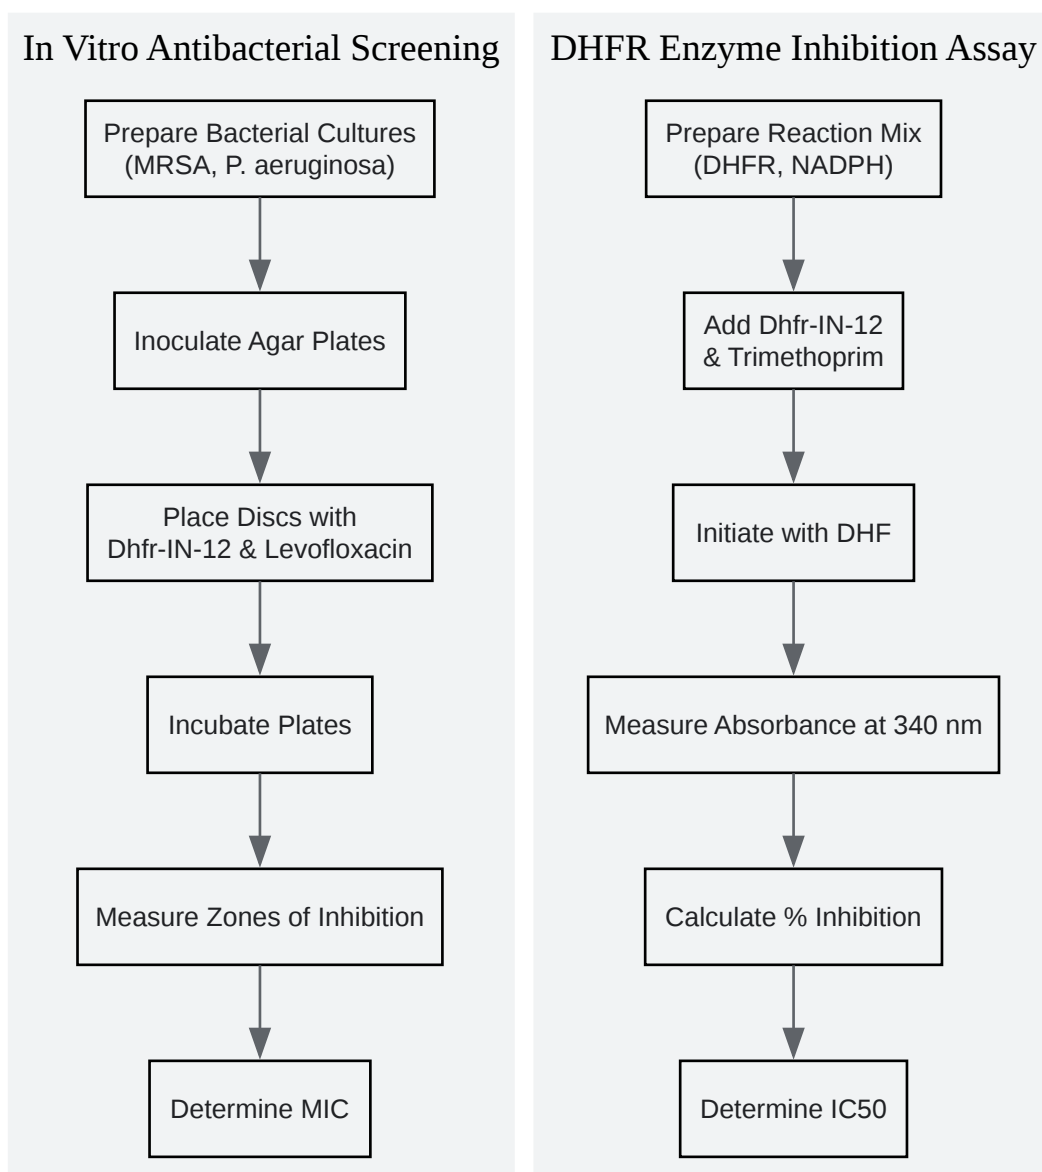 In Vitro Antibacterial Screening
Prepare Bacterial Cultures
(MRSA, P. aeruginosa)
Inoculate Agar Plates
Place Discs with
Dhfr-IN-12 & Levofloxacin
Incubate Plates
Measure Zones of Inhibition
Determine MIC
DHFR Enzyme Inhibition Assay
Prepare Reaction Mix
(DHFR, NADPH)
Add Dhfr-IN-12
& Trimethoprim
Initiate with DHF
Measure Absorbance at 340 nm
Calculate % Inhibition
Determine IC50